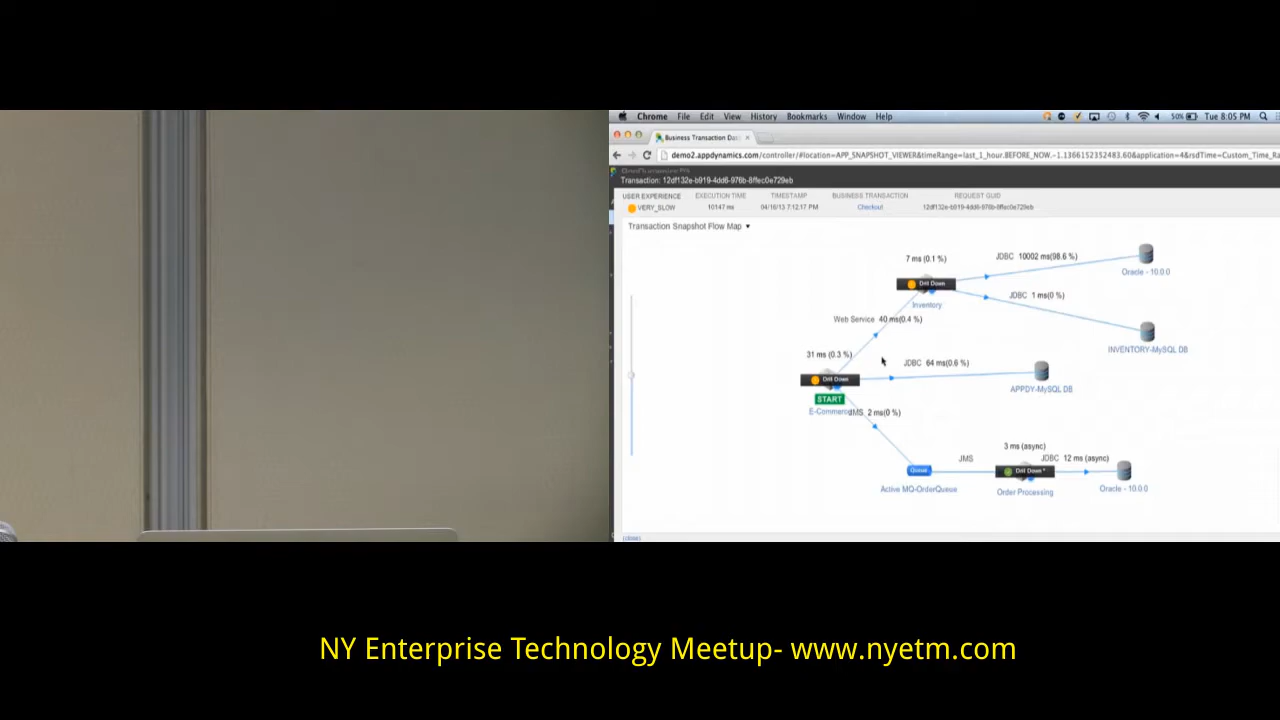 Chrome File Edit View History Bookmarks Window Help 50% Tue 8:05 PM
Business Transaction Das
demo2.appdynamics.com/controller/#location=APP_SNAPSHOT_VIEWER&timeRange=last_1_hour.BEFORE_NOW.-1.1366152352483.60&application=4&rsdTime=Custom_Time_Ra
Transaction: 12df132e-b919-4dd6-976b-8ffec0e729eb
USER EXPERIENCE EXECUTION TIME TIMESTAMP BUSINESS TRANSACTION REQUEST GUID
VERY_SLOW 10147 ms 04/16/13 7:12:17 PM Checkout 12df132e-b919-4dd6-976b-8ffec0e729eb
Transaction Snapshot Flow Map
7 ms (0.1 %)
JDBC 10002 ms(98.6 %)
Drill Down
Oracle - 10.0.0
Inventory
JDBC 1 ms(0 %)
Web Service 40 ms(0.4 %)
INVENTORY-MySQL DB
31 ms (0.3 %)
JDBC 64 ms(0.6 %)
Drill Down
APPDY-MySQL DB
START
E-Commerce
JMS 2 ms(0 %)
3 ms (async)
JMS
JDBC 12 ms (async)
Queue
Drill Down *
Active MQ-OrderQueue
Order Processing
Oracle - 10.0.0
NY Enterprise Technology Meetup- www.nyetm.com